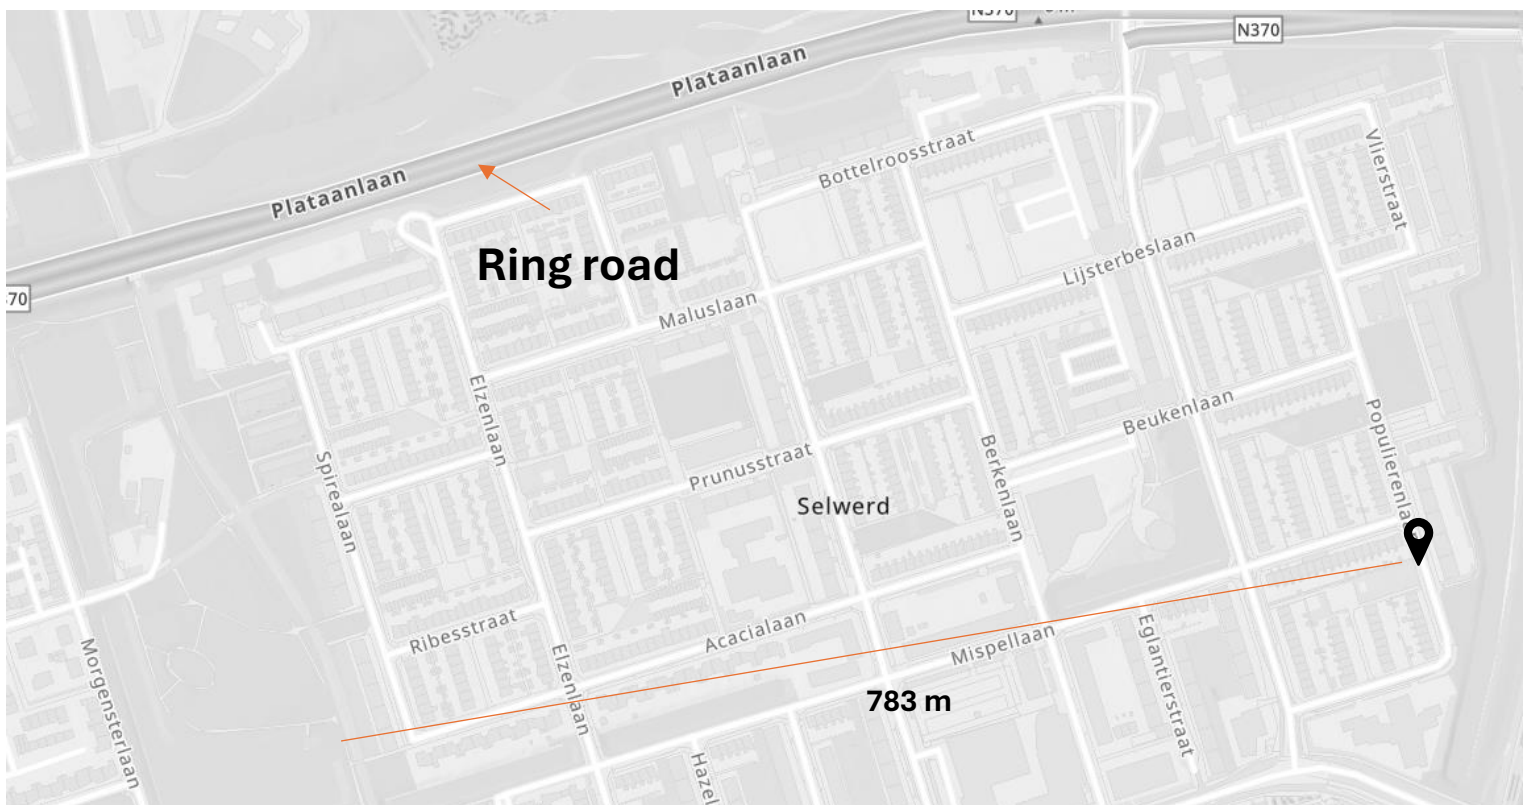 N370
N370
Plataanlaan
Plataanlaan
Ring road
70
Bottelroosstraat
Vlierstraat
Lijsterbeslaan
Maluslaan
Elzenlaan
Beukenlaan
Populierenlaan
Spirealaan
Prunusstraat
Berkenlaan
Selwerd
Ribesstraat
Acacialaan
Mispellaan
Eglantierstraat
Morgensterlaan
Elzenlaan
783 m
Hazel